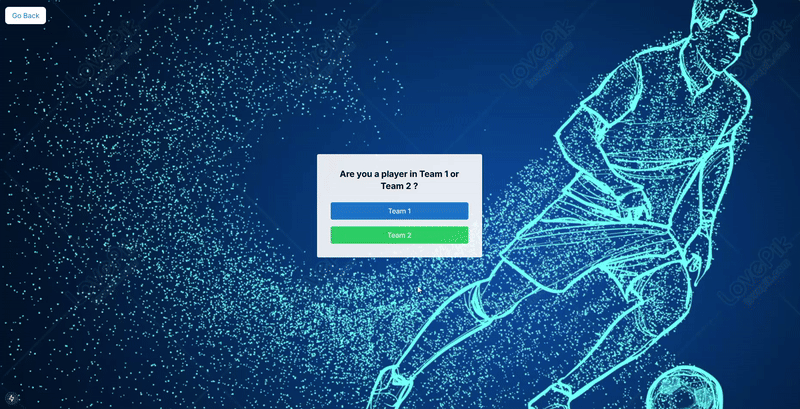 Go Back
Are you a player in Team 1 or
Team 2 ?
Team 1
Team 2
LovePik
LovePik
LovePik